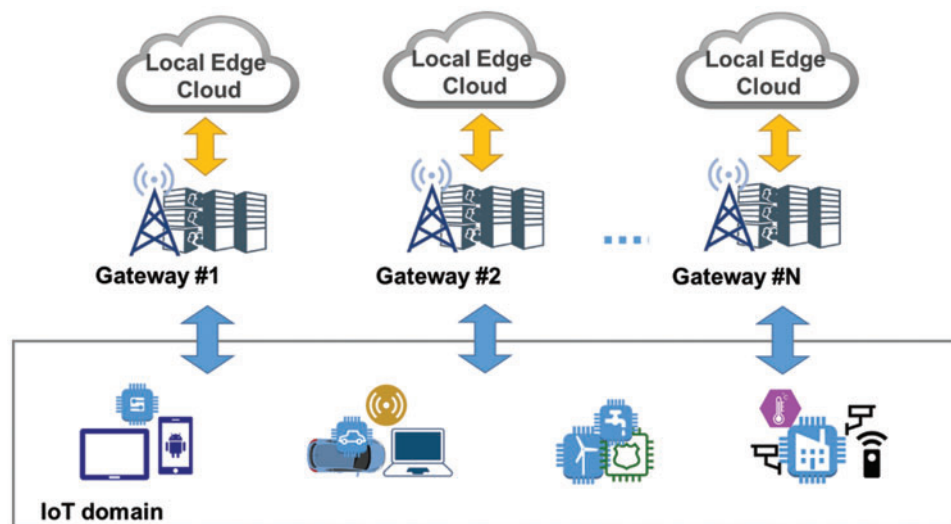 Local Edge
Cloud
Local Edge
Cloud
Local Edge
Cloud
Gateway #1
Gateway #2
Gateway #N
IoT domain